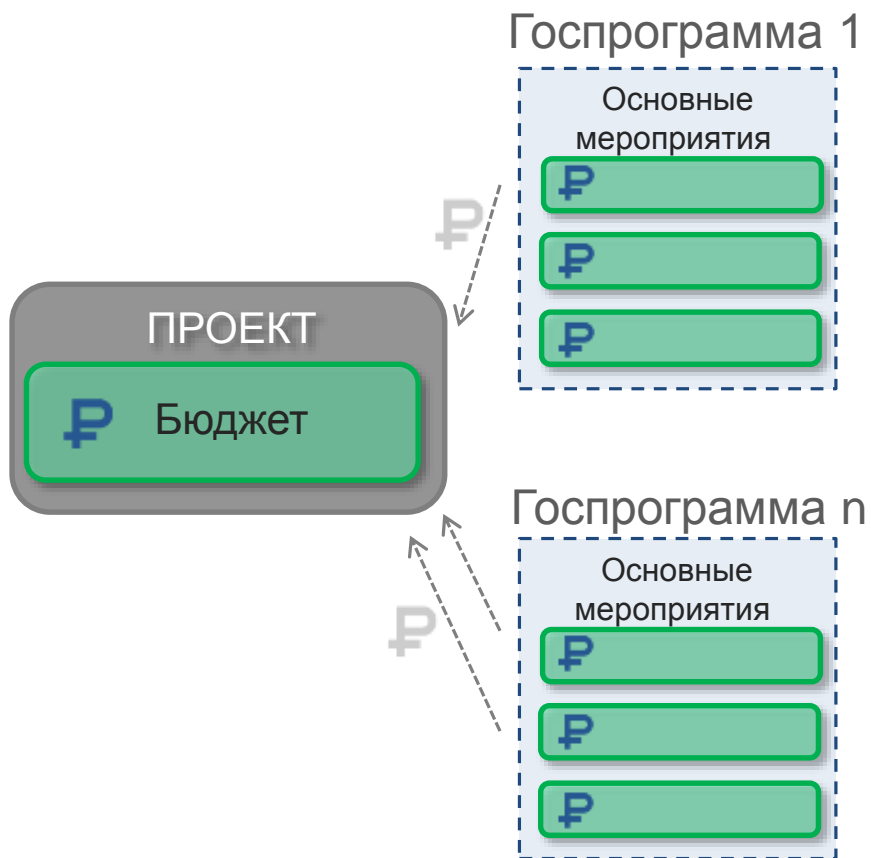 Госпрограмма 1
Основные
мероприятия
₽
₽
₽
₽
ПРОЕКТ
₽ Бюджет
Госпрограмма n
Основные
мероприятия
₽
₽
₽
₽